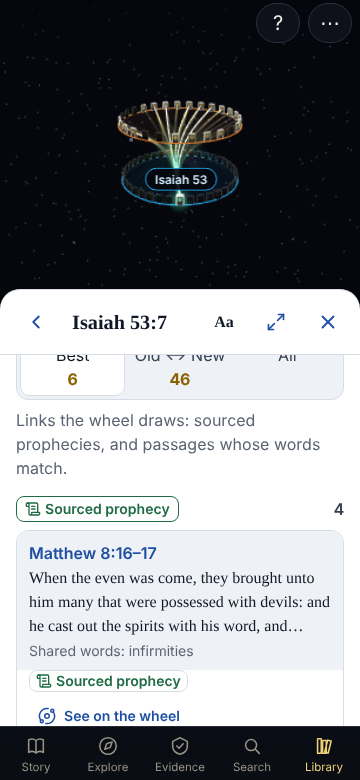 ?
...
Isaiah 53
Isaiah 53:7
Aa
Best
Old ↔ New
All
6
46
Links the wheel draws: sourced
prophecies, and passages whose words
match.
Sourced prophecy
4
Matthew 8:16–17
When the even was come, they brought unto
him many that were possessed with devils: and
he cast out the spirits with his word, and…
Shared words: infirmities
Sourced prophecy
See on the wheel
Story
Explore
Evidence
Search
Library